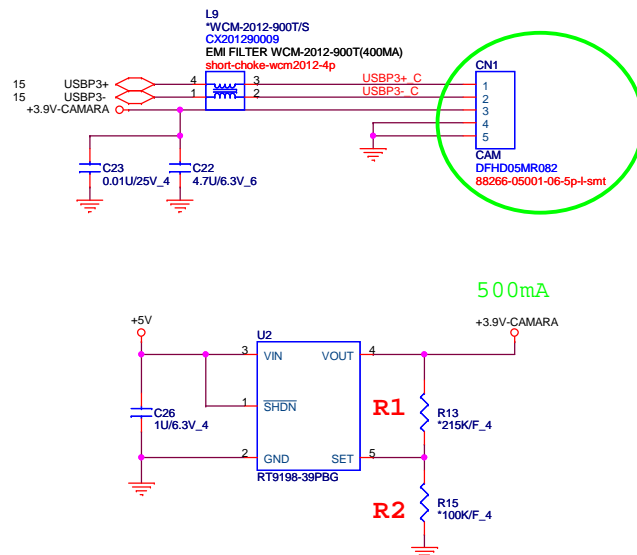 L9
*WCM-2012-900T/S
CX201290009
EMI FILTER WCM-2012-900T(400MA)
short-choke-wcm2012-4p
CN1
15 USBP3+ 4 3 USBP3+_C 1
15 USBP3- 1 2 USBP3-_C 2
+3.9V-CAMARA 3
4
5
CAM
DFHD05MR082
88266-05001-06-5p-l-smt
C23
0.01U/25V_4
C22
4.7U/6.3V_6
500mA
+5V
+3.9V-CAMARA
U2
3 VIN VOUT 4
1 SHDN
R1
R13
*215K/F_4
C26
1U/6.3V_4
2 GND SET 5
RT9198-39PBG
R2
R15
*100K/F_4